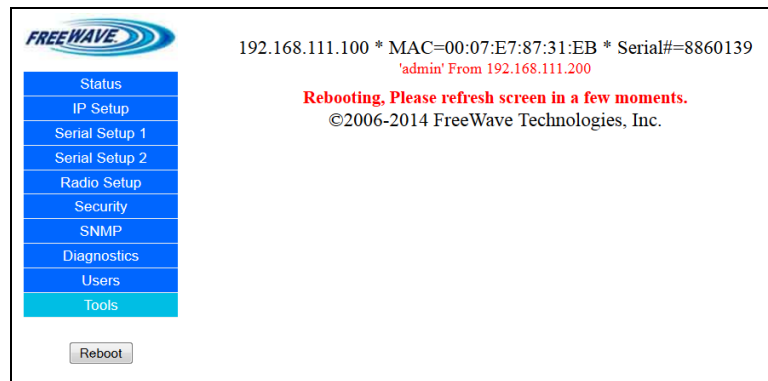 FREEWAVE
192.168.111.100 * MAC=00:07:E7:87:31:EB * Serial#=8860139
'admin' From 192.168.111.200
Rebooting, Please refresh screen in a few moments.
©2006-2014 FreeWave Technologies, Inc.
Status
IP Setup
Serial Setup 1
Serial Setup 2
Radio Setup
Security
SNMP
Diagnostics
Users
Tools
Reboot